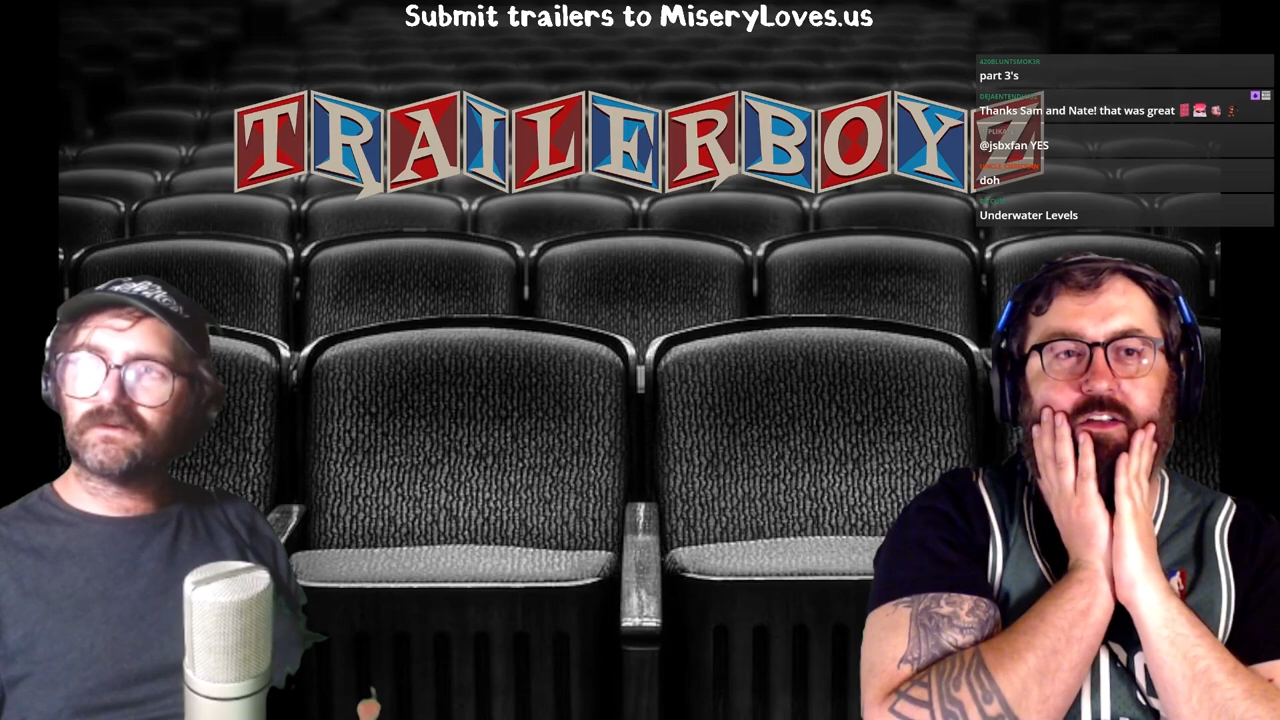 Submit trailers to MiseryLoves.us
TRAILERBOYZ
420BLUNTSMOK3R
part 3's
Thanks Sam and Nate! that was great
@jsbxfan YES
doh
Underwater Levels